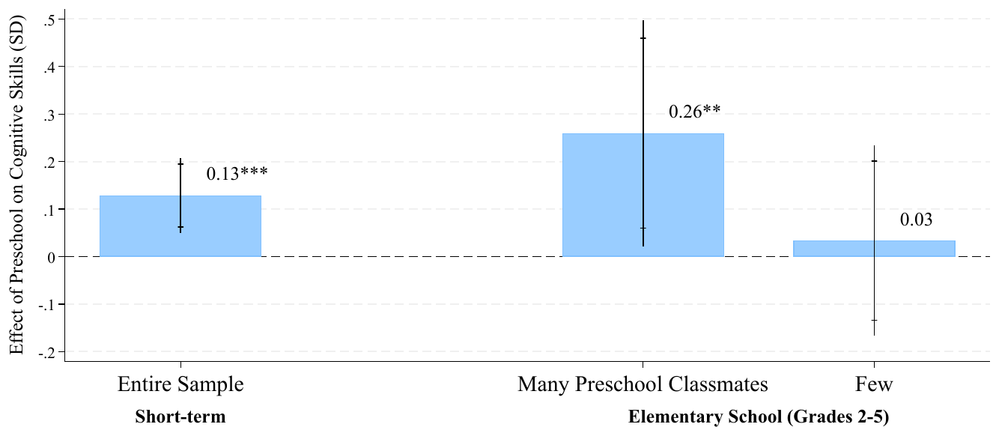 Effect of Preschool on Cognitive Skills (SD)
.5
.4
.3
.2
.1
0
-.1
-.2
0.13***
0.26**
0.03
Entire Sample
Many Preschool Classmates
Few
Short-term
Elementary School (Grades 2-5)